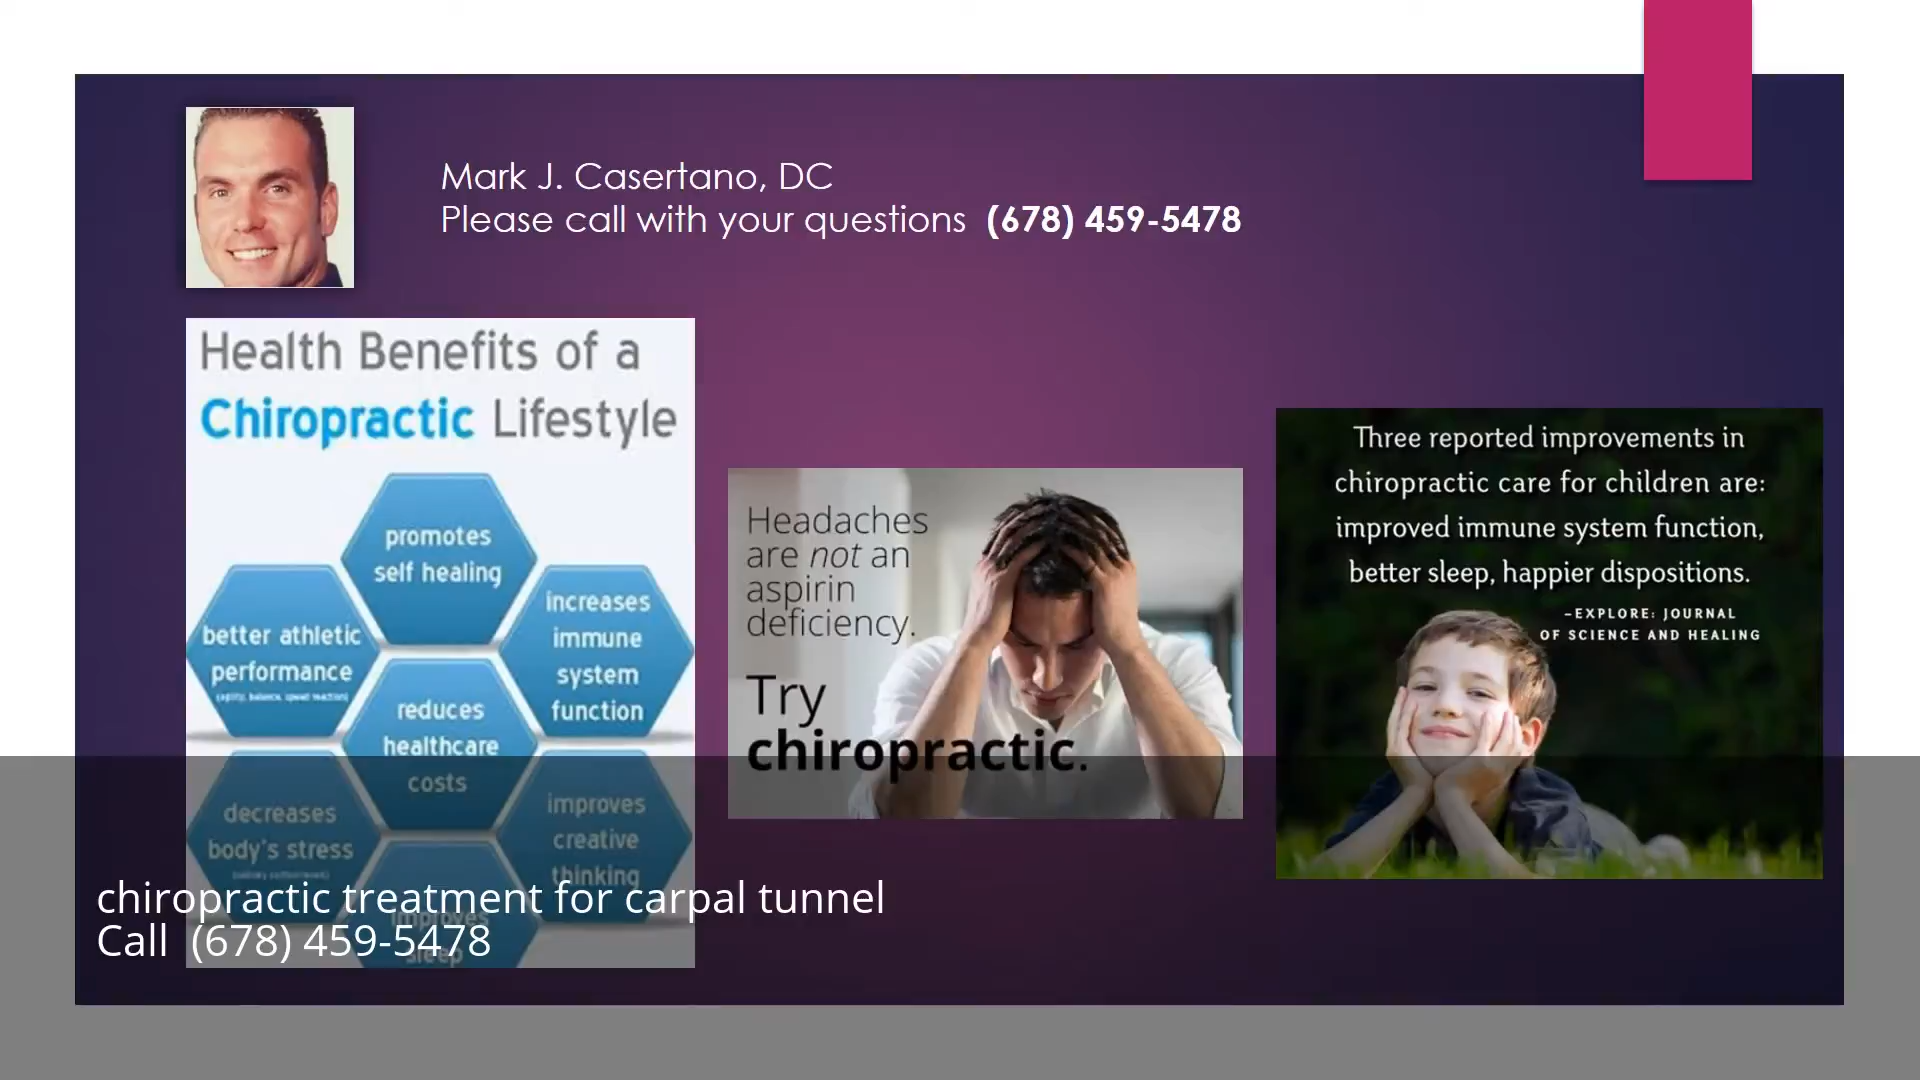 Mark J. Casertano, DC
Please call with your questions (678) 459-5478
Health Benefits of a
Chiropractic Lifestyle
promotes
self healing
better athletic
performance
increases
immune
system
function
reduces
healthcare
costs
decreases
body's stress
improves
creative
thinking
improves
sleep
Headaches
are not an
aspirin
deficiency.
Try
chiropractic.
Three reported improvements in
chiropractic care for children are:
improved immune system function,
better sleep, happier dispositions.
–EXPLORE: JOURNAL
OF SCIENCE AND HEALING
chiropractic treatment for carpal tunnel
Call (678) 459-5478